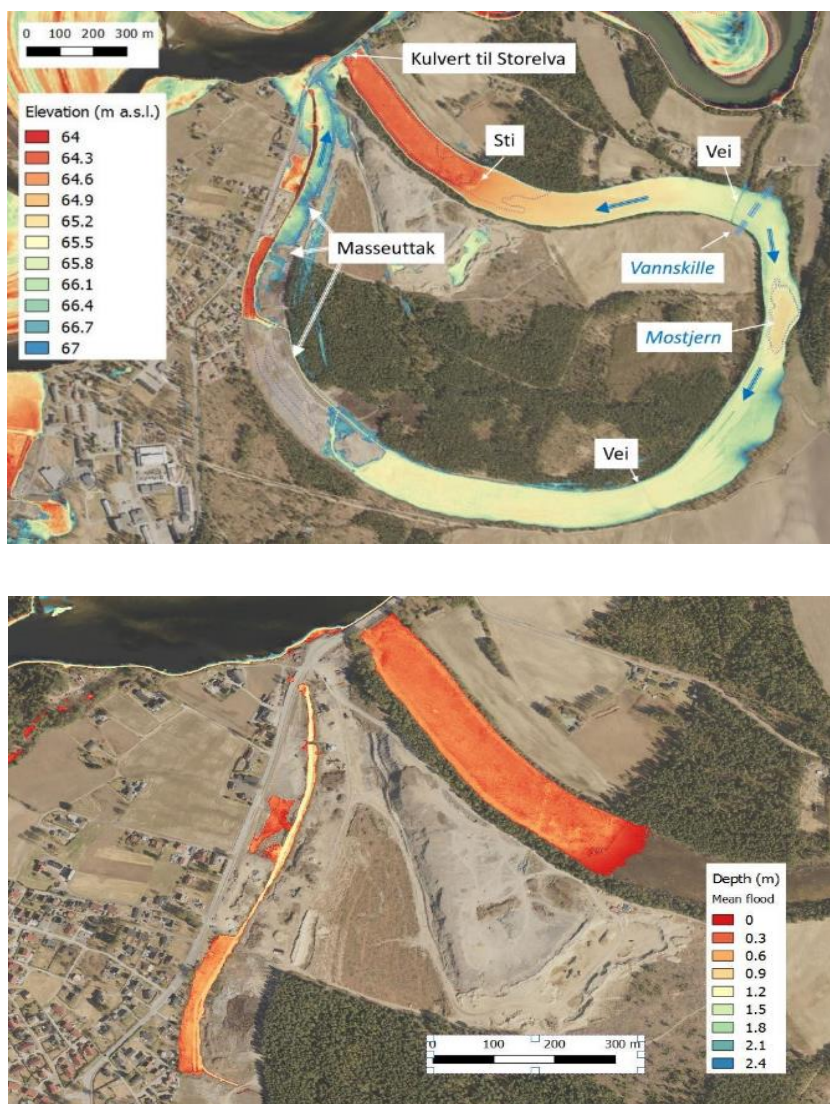 0 100 200 300 m
Kulvert til Storelva
Elevation (m a.s.l.)
64
64.3
64.6
64.9
65.2
65.5
65.8
66.1
66.4
66.7
67
Sti
Vei
Masseuttak
Vannskille
Mostjern
Vei
Depth (m)
Mean flood
0
0.3
0.6
0.9
1.2
1.5
1.8
2.1
2.4
0 100 200 300 m